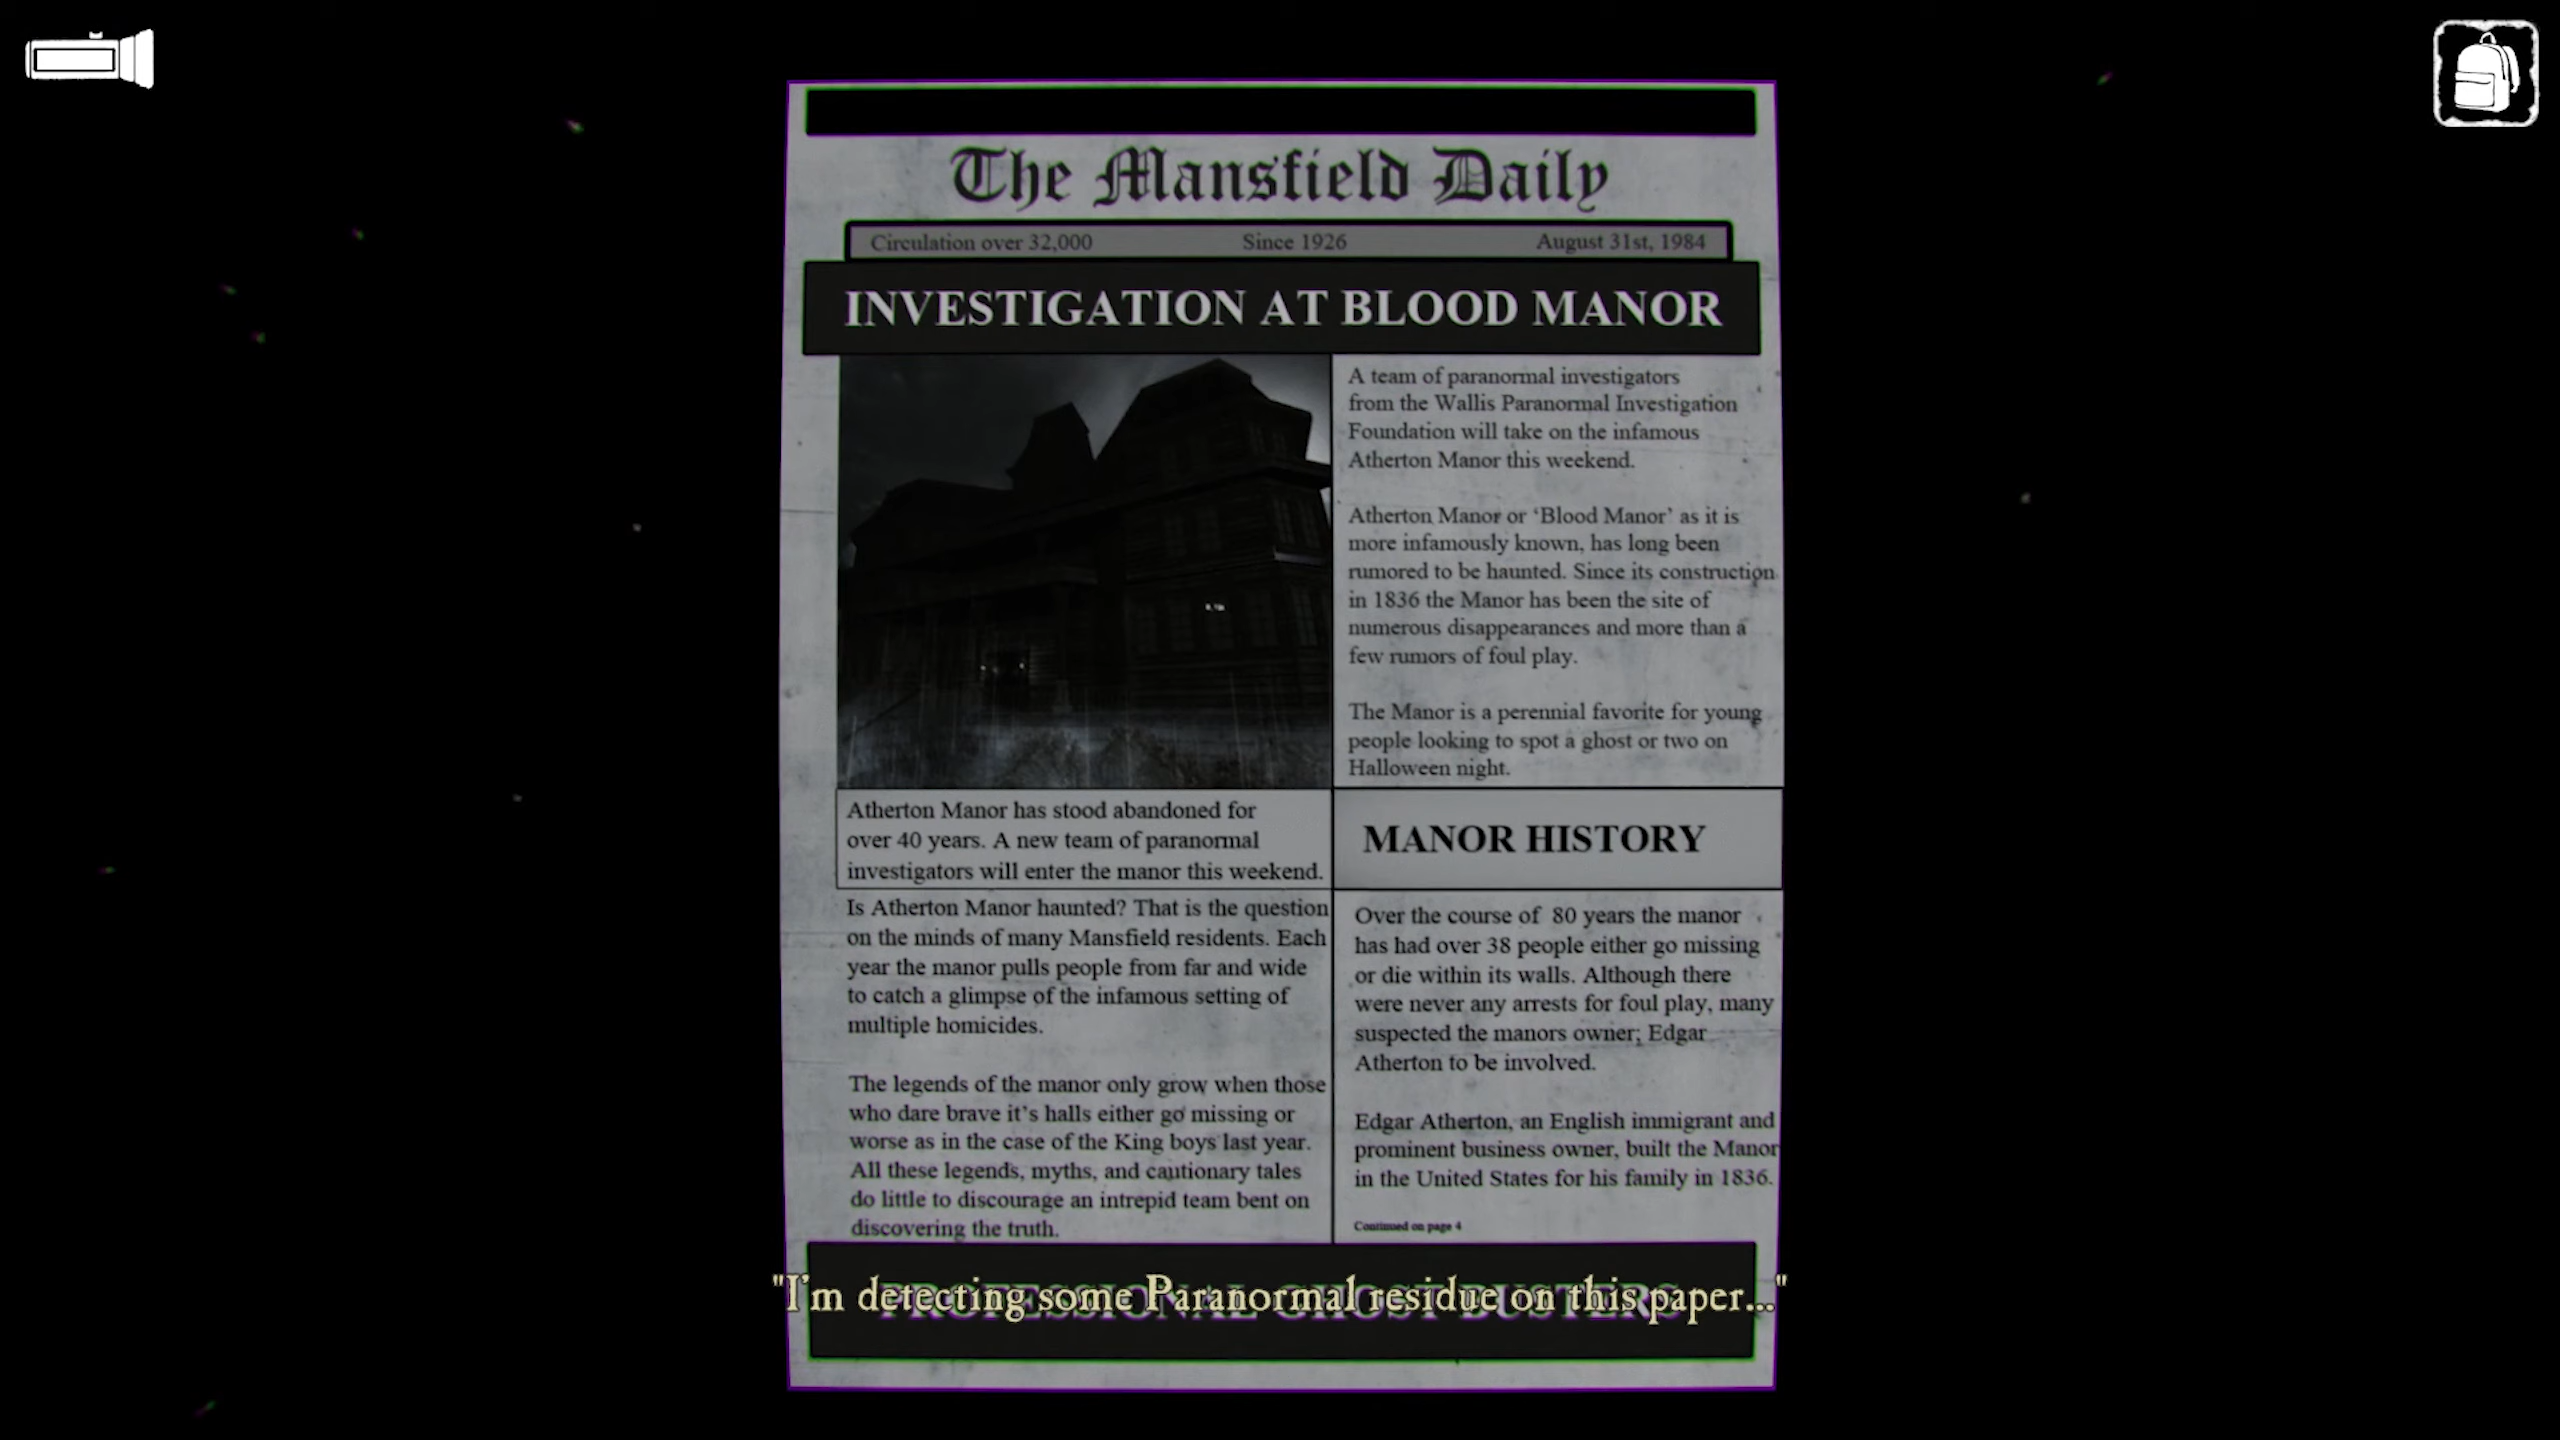 The Mansfield Daily
Circulation over 32,000 Since 1926 August 31st, 1984
INVESTIGATION AT BLOOD MANOR
A team of paranormal investigators
from the Wallis Paranormal Investigation
Foundation will take on the infamous
Atherton Manor this weekend.
Atherton Manor or ‘Blood Manor’ as it is
more infamously known, has long been
rumored to be haunted. Since its construction
in 1836 the Manor has been the site of
numerous disappearances and more than a
few rumors of foul play.
The Manor is a perennial favorite for young
people looking to spot a ghost or two on
Halloween night.
Atherton Manor has stood abandoned for
over 40 years. A new team of paranormal
investigators will enter the manor this weekend.
Is Atherton Manor haunted? That is the question
on the minds of many Mansfield residents. Each
year the manor pulls people from far and wide
to catch a glimpse of the infamous setting of
multiple homicides.
The legends of the manor only grow when those
who dare brave it’s halls either go missing or
worse as in the case of the King boys last year.
All these legends, myths, and cautionary tales
do little to discourage an intrepid team bent on
discovering the truth.
MANOR HISTORY
Over the course of 80 years the manor
has had over 38 people either go missing
or die within its walls. Although there
were never any arrests for foul play, many
suspected the manors owner; Edgar
Atherton to be involved.
Edgar Atherton, an English immigrant and
prominent business owner, built the Manor
in the United States for his family in 1836.
Continued on page 4
PROFESSIONAL GHOST BUSTERS
"I'm detecting some Paranormal residue on this paper..."